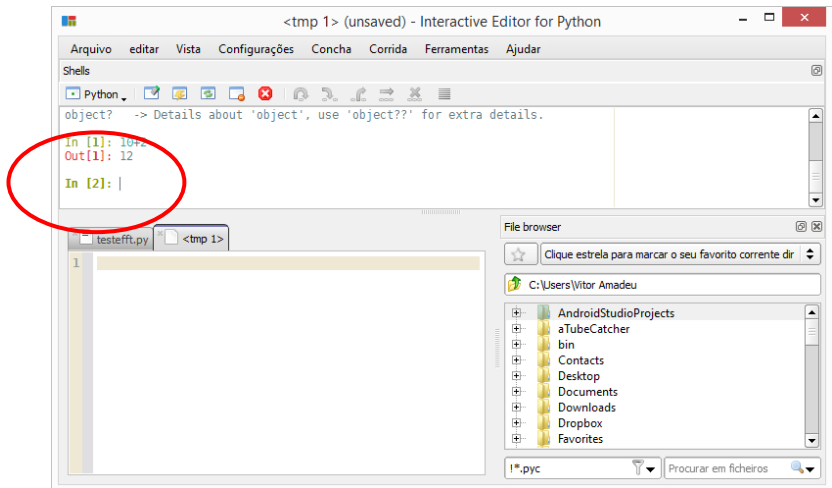 <tmp 1> (unsaved) - Interactive Editor for Python
Arquivo editar Vista Configurações Concha Corrida Ferramentas Ajudar
Shells
Python
object? -> Details about 'object', use 'object??' for extra details.
In [1]: 10+2
Out[1]: 12
In [2]:
testefft.py <tmp 1>
1
File browser
Clique estrela para marcar o seu favorito corrente dir
C:\Users\Vitor Amadeu
AndroidStudioProjects
aTubeCatcher
bin
Contacts
Desktop
Documents
Downloads
Dropbox
Favorites
!*.pyc Procurar em ficheiros